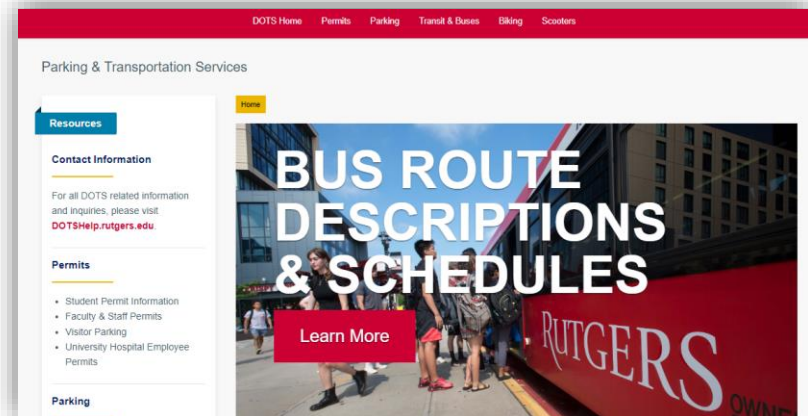 DOTS Home Permits Parking Transit & Buses Biking Scooters
Parking & Transportation Services
Resources
Contact Information
For all DOTS related information
and inquiries, please visit
DOTSHelp.rutgers.edu.
Permits
• Student Permit Information
• Faculty & Staff Permits
• Visitor Parking
• University Hospital Employee
Permits
Parking
Home
BUS ROUTE
DESCRIPTIONS
& SCHEDULES
Learn More
RUTGERS
OWNE